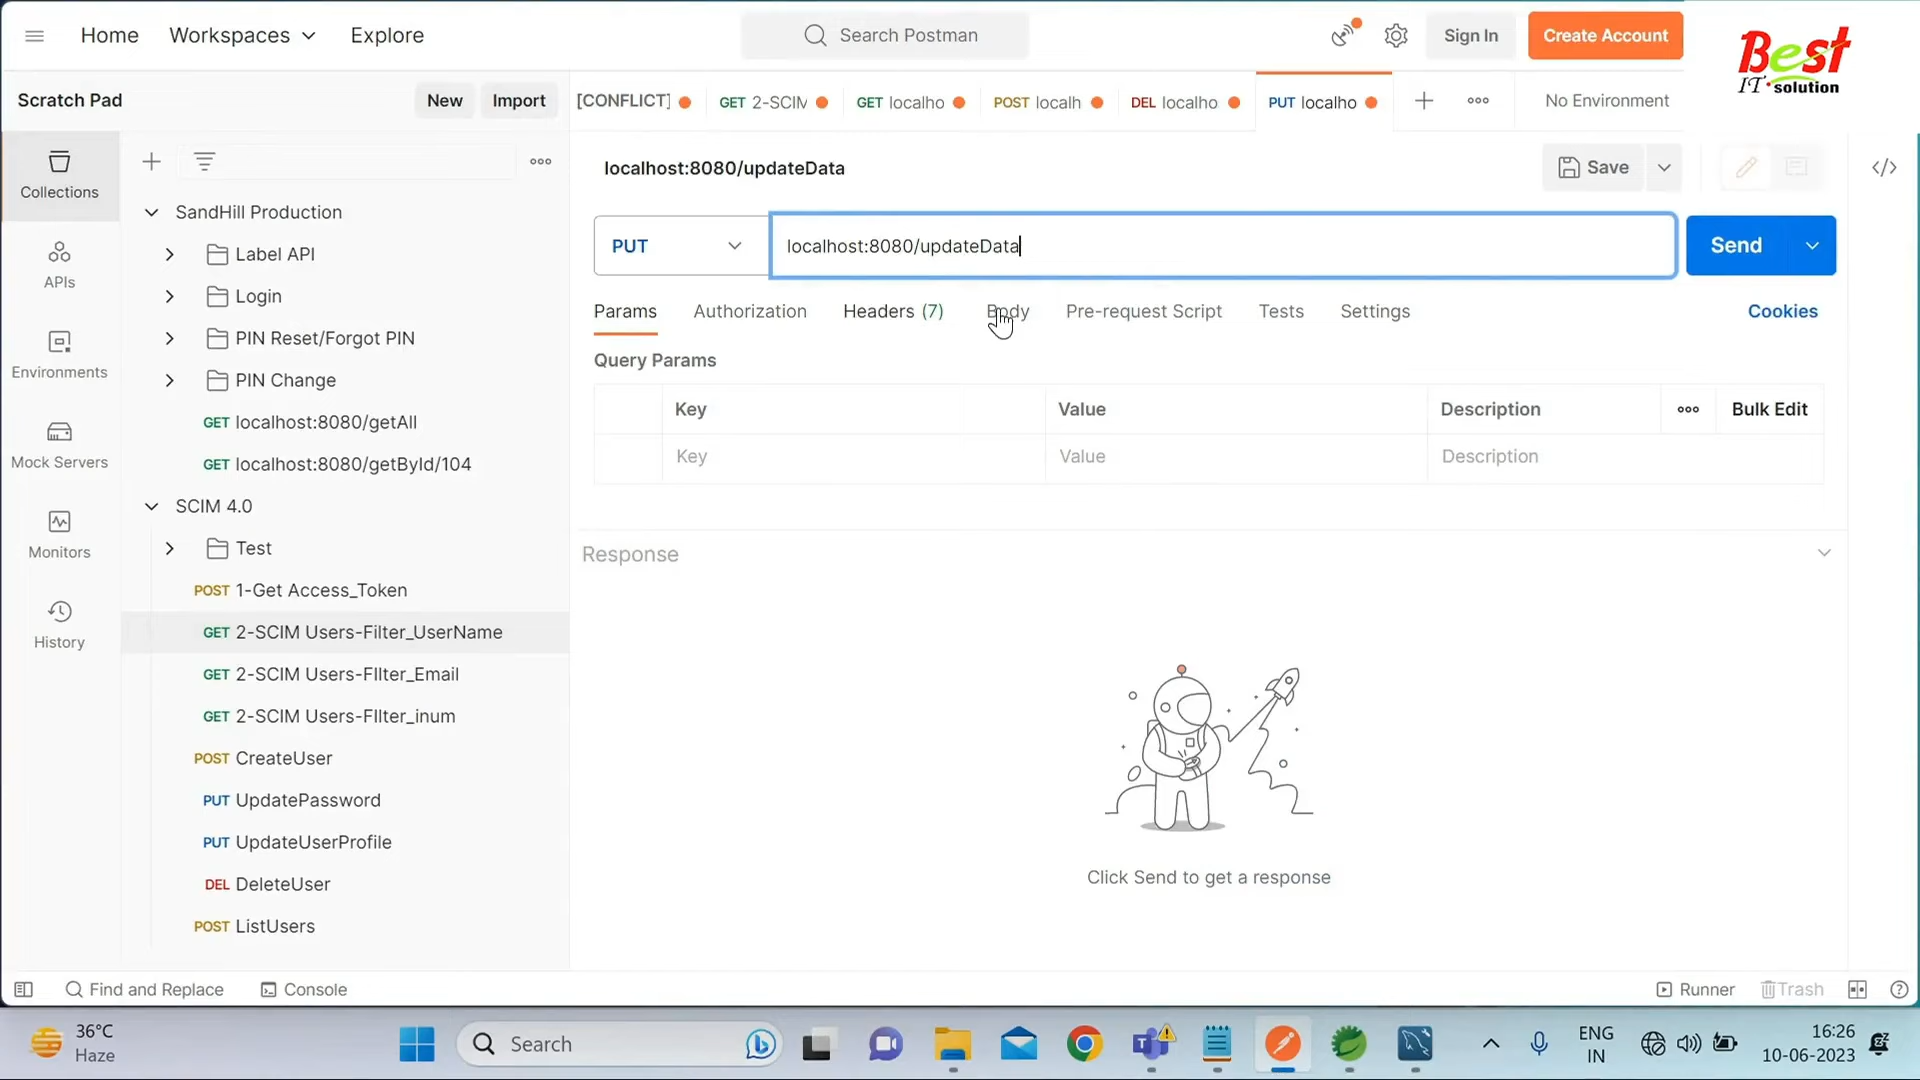 Home Workspaces Explore Search Postman Sign In Create Account
Best
IT solution
Scratch Pad New Import [CONFLICT] GET 2-SCIM GET localho POST localh DEL localho PUT localho No Environment
localhost:8080/updateData Save
Collections
SandHill Production
PUT localhost:8080/updateData Send
APIs
Label API
Login
Params Authorization Headers (7) Body Pre-request Script Tests Settings Cookies
Environments
PIN Reset/Forgot PIN
Query Params
PIN Change
Key Value Description Bulk Edit
GET localhost:8080/getAll
Mock Servers
GET localhost:8080/getById/104
Key Value Description
SCIM 4.0
Monitors
Test
Response
POST 1-Get Access_Token
History
GET 2-SCIM Users-Filter_UserName
GET 2-SCIM Users-FIlter_Email
GET 2-SCIM Users-FIlter_inum
POST CreateUser
PUT UpdatePassword
PUT UpdateUserProfile
DEL DeleteUser
Click Send to get a response
POST ListUsers
Find and Replace Console Runner Trash
36°C
Haze
Search
ENG
IN
16:26
10-06-2023